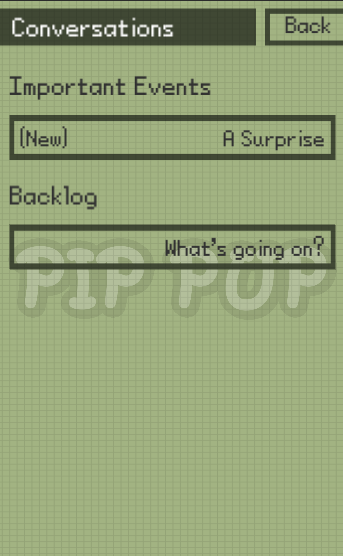 Conversations
Back
Important Events
(New) A Surprise
Backlog
What's going on?
PIP POP